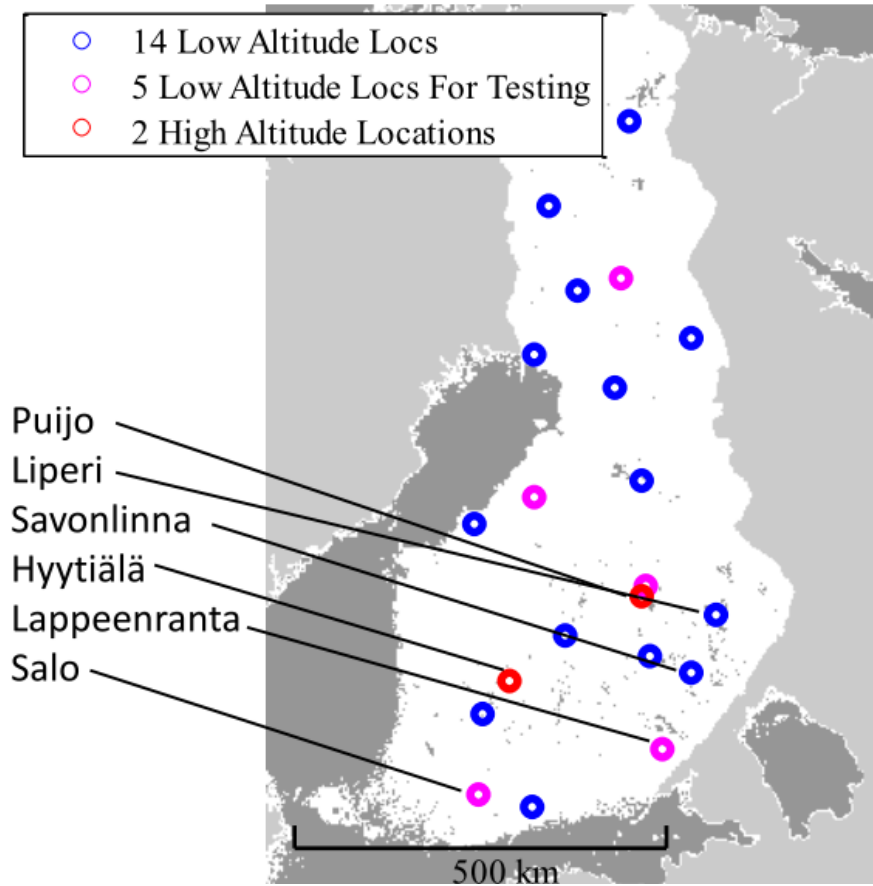 14 Low Altitude Locs
5 Low Altitude Locs For Testing
2 High Altitude Locations
Puijo
Liperi
Savonlinna
Hyytiälä
Lappeenranta
Salo
500 km